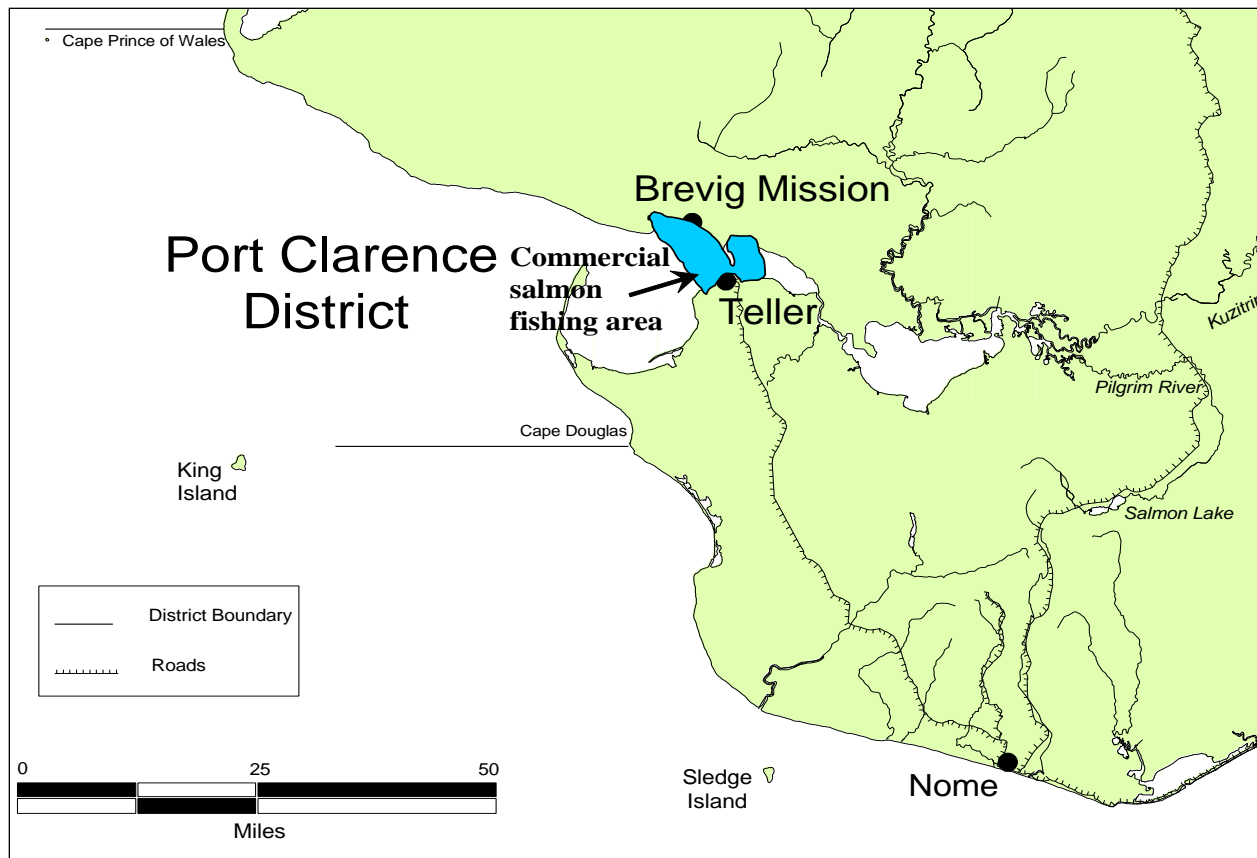 Cape Prince of Wales
Brevig Mission
Port Clarence
District
Commercial
salmon
fishing area
Teller
Kuzitrin
Pilgrim River
Cape Douglas
King
Island
Salmon Lake
District Boundary
Roads
0 25 50
Miles
Sledge
Island
Nome